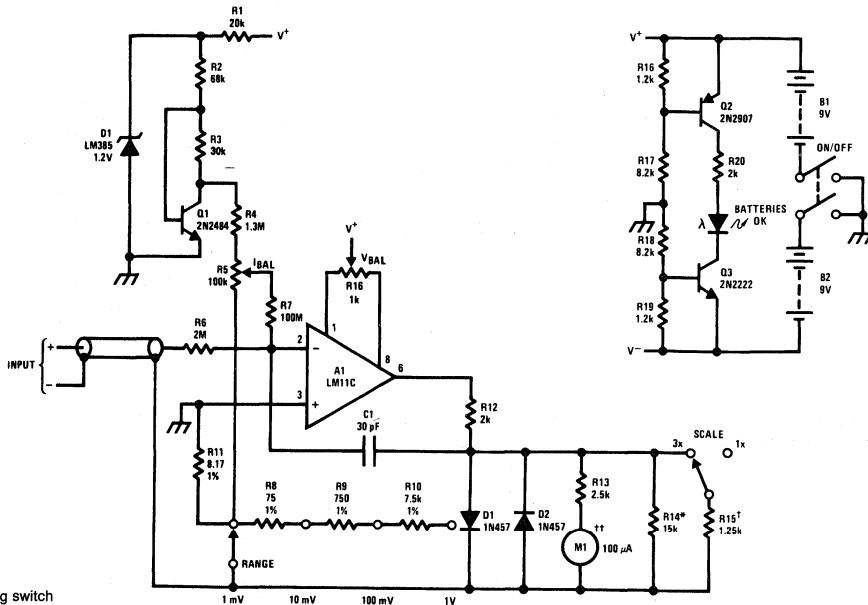 R1
20k
V+
R2
68k
D1
LM385
1.2V
R3
30k
Q1
2N2484
R4
1.3M
R5
100k
IBAL
R7
100M
V+
VBAL
R16
1k
R6
2M
INPUT
+
−
2
−
3
+
1
8
6
A1
LM11C
R12
2k
C1
30 pF
R11
8.17
1%
R8
75
1%
R9
750
1%
R10
7.5k
1%
D1
1N457
D2
1N457
R13
2.5k
††
M1
100 μA
R14*
15k
R15†
1.25k
SCALE
3x
1x
RANGE
1 mV
10 mV
100 mV
1V
V+
R16
1.2k
Q2
2N2907
R17
8.2k
R20
2k
λ
BATTERIES
OK
R18
8.2k
Q3
2N2222
R19
1.2k
V−
B1
9V
ON/OFF
B2
9V
g switch